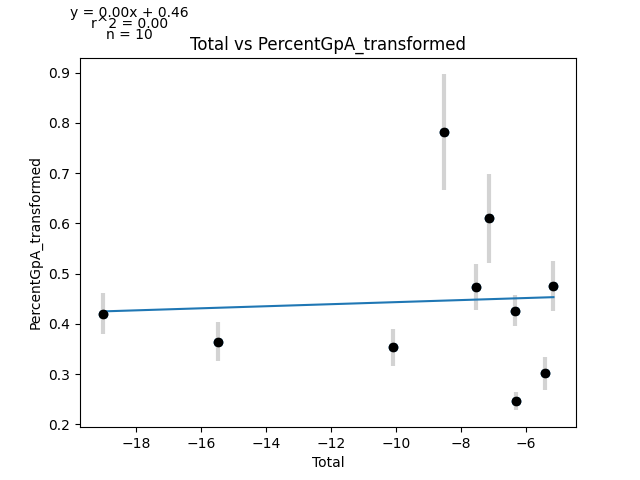 y = 0.00x + 0.46
r^2 = 0.00
n = 10
Total vs PercentGpA_transformed
PercentGpA_transformed
0.9
0.8
0.7
0.6
0.5
0.4
0.3
0.2
−18 −16 −14 −12 −10 −8 −6
Total